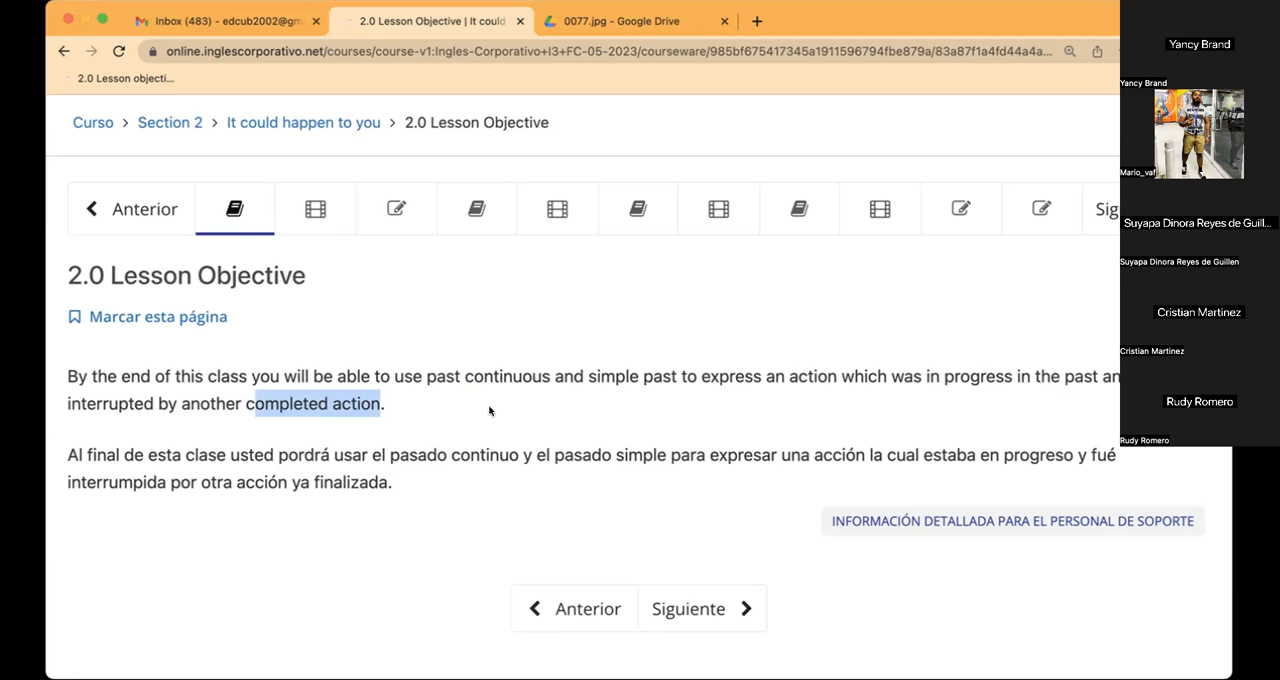 Inbox (483) - edcub2002@gm
2.0 Lesson Objective | It could
0077.jpg - Google Drive
online.inglescorporativo.net/courses/course-v1:Ingles-Corporativo+I3+FC-05-2023/courseware/985bf675417345a1911596794fbe879a/83a87f1a4fd44a4a...
2.0 Lesson objecti...
Curso > Section 2 > It could happen to you > 2.0 Lesson Objective
Anterior
Sig
2.0 Lesson Objective
Marcar esta página
By the end of this class you will be able to use past continuous and simple past to express an action which was in progress in the past an
interrupted by another completed action.
Al final de esta clase usted pordrá usar el pasado continuo y el pasado simple para expresar una acción la cual estaba en progreso y fué
interrumpida por otra acción ya finalizada.
INFORMACIÓN DETALLADA PARA EL PERSONAL DE SOPORTE
Anterior
Siguiente
Yancy Brand
Yancy Brand
Mario_vaf
Suyapa Dinora Reyes de Guill...
Suyapa Dinora Reyes de Guillen
Cristian Martinez
Cristian Martinez
Rudy Romero
Rudy Romero